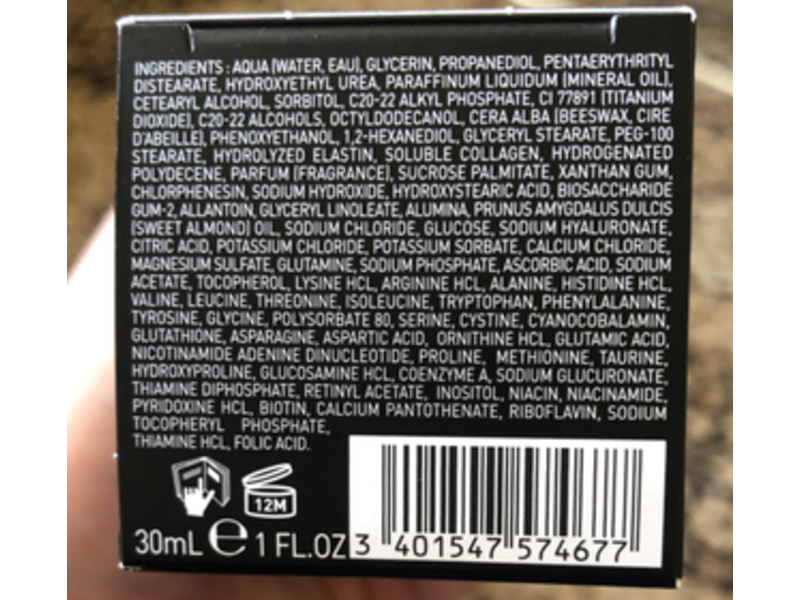 INGREDIENTS : AQUA (WATER, EAU), GLYCERIN, PROPANEDIOL, PENTAERYTHRITYL
DISTEARATE, HYDROXYETHYL UREA, PARAFFINUM LIQUIDUM (MINERAL OIL),
CETEARYL ALCOHOL, SORBITOL, C20-22 ALKYL PHOSPHATE, CI 77891 (TITANIUM
DIOXIDE), C20-22 ALCOHOLS, OCTYLDODECANOL, CERA ALBA (BEESWAX, CIRE
D'ABEILLE), PHENOXYETHANOL, 1,2-HEXANEDIOL, GLYCERYL STEARATE, PEG-100
STEARATE, HYDROLYZED ELASTIN, SOLUBLE COLLAGEN, HYDROGENATED
POLYDECENE, PARFUM (FRAGRANCE), SUCROSE PALMITATE, XANTHAN GUM,
CHLORPHENESIN, SODIUM HYDROXIDE, HYDROXYSTEARIC ACID, BIOSACCHARIDE
GUM-2, ALLANTOIN, GLYCERYL LINOLEATE, ALUMINA, PRUNUS AMYGDALUS DULCIS
(SWEET ALMOND) OIL, SODIUM CHLORIDE, GLUCOSE, SODIUM HYALURONATE,
CITRIC ACID, POTASSIUM CHLORIDE, POTASSIUM SORBATE, CALCIUM CHLORIDE,
MAGNESIUM SULFATE, GLUTAMINE, SODIUM PHOSPHATE, ASCORBIC ACID, SODIUM
ACETATE, TOCOPHEROL, LYSINE HCL, ARGININE HCL, ALANINE, HISTIDINE HCL,
VALINE, LEUCINE, THREONINE, ISOLEUCINE, TRYPTOPHAN, PHENYLALANINE,
TYROSINE, GLYCINE, POLYSORBATE 80, SERINE, CYSTINE, CYANOCOBALAMIN,
GLUTATHIONE, ASPARAGINE, ASPARTIC ACID, ORNITHINE HCL, GLUTAMIC ACID,
NICOTINAMIDE ADENINE DINUCLEOTIDE, PROLINE, METHIONINE, TAURINE,
HYDROXYPROLINE, GLUCOSAMINE HCL, COENZYME A, SODIUM GLUCURONATE,
THIAMINE DIPHOSPHATE, RETINYL ACETATE, INOSITOL, NIACIN, NIACINAMIDE,
PYRIDOXINE HCL, BIOTIN, CALCIUM PANTOTHENATE, RIBOFLAVIN, SODIUM
TOCOPHERYL PHOSPHATE,
THIAMINE HCL, FOLIC ACID.
12M
30mL e 1 FL.OZ
3 401547 574677